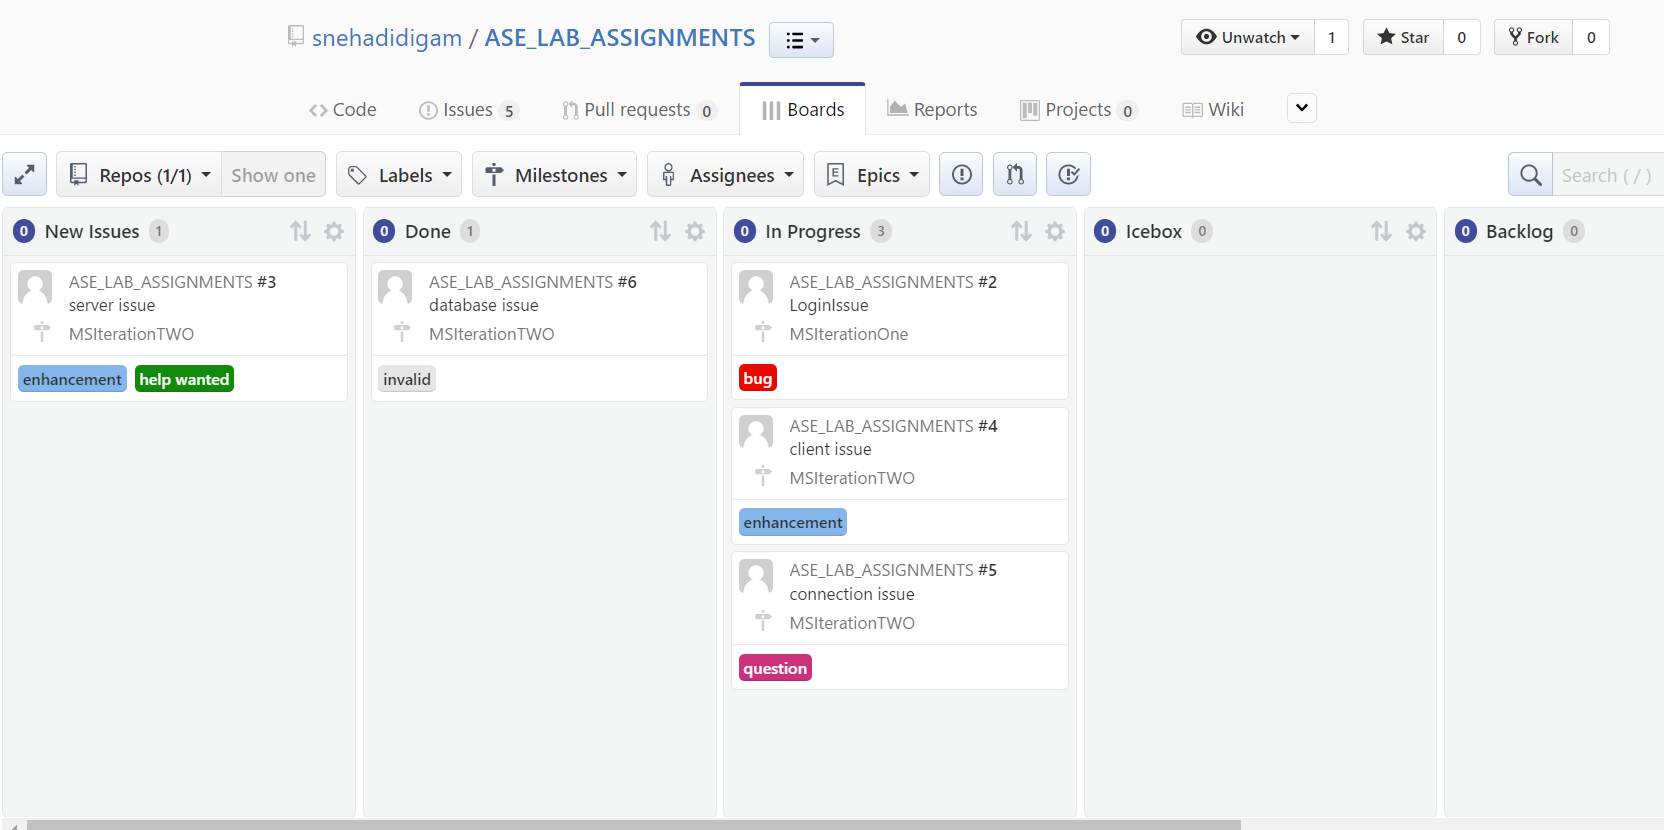 snehadidigam / ASE_LAB_ASSIGNMENTS
Unwatch 1 Star 0 Fork 0
Code Issues 5 Pull requests 0 Boards Reports Projects 0 Wiki
Repos (1/1) Show one Labels Milestones Assignees E Epics Search ( / )
0 New Issues 1
ASE_LAB_ASSIGNMENTS #3
server issue
MSIterationTWO
enhancement help wanted
0 Done 1
ASE_LAB_ASSIGNMENTS #6
database issue
MSIterationTWO
invalid
0 In Progress 3
ASE_LAB_ASSIGNMENTS #2
LoginIssue
MSIterationOne
bug
ASE_LAB_ASSIGNMENTS #4
client issue
MSIterationTWO
enhancement
ASE_LAB_ASSIGNMENTS #5
connection issue
MSIterationTWO
question
0 Icebox 0
0 Backlog 0